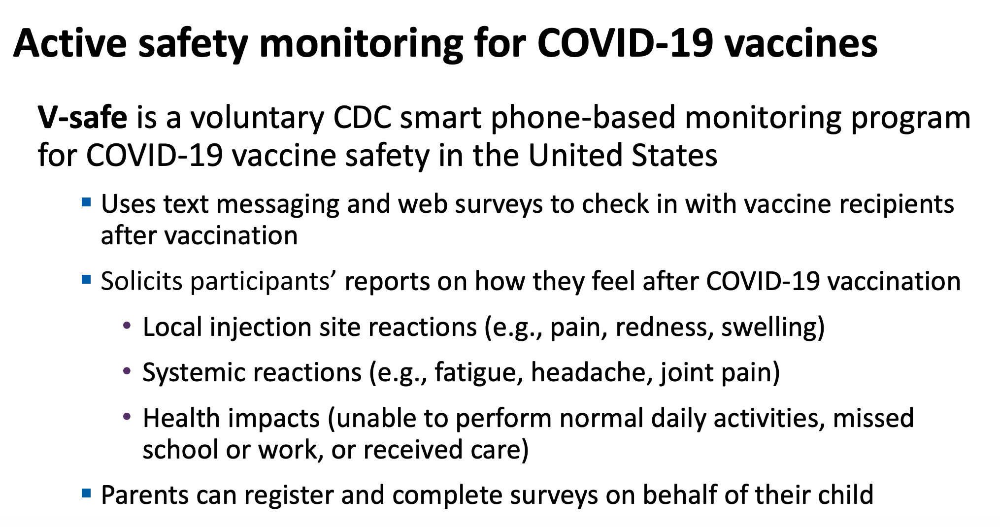 Active safety monitoring for COVID-19 vaccines
V-safe is a voluntary CDC smart phone-based monitoring program
for COVID-19 vaccine safety in the United States
▪ Uses text messaging and web surveys to check in with vaccine recipients
after vaccination
▪ Solicits participants’ reports on how they feel after COVID-19 vaccination
• Local injection site reactions (e.g., pain, redness, swelling)
• Systemic reactions (e.g., fatigue, headache, joint pain)
• Health impacts (unable to perform normal daily activities, missed
school or work, or received care)
▪ Parents can register and complete surveys on behalf of their child